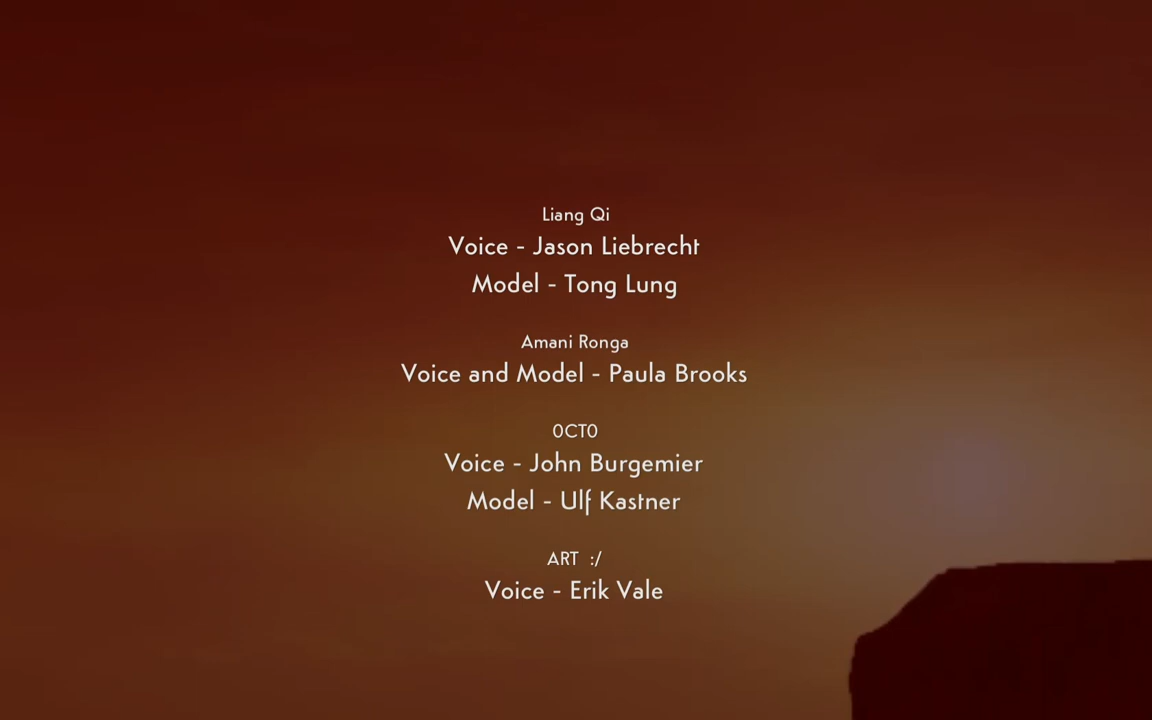 Liang Qi
Voice - Jason Liebrecht
Model - Tong Lung
Amani Ronga
Voice and Model - Paula Brooks
0CT0
Voice - John Burgemier
Model - Ulf Kastner
ART :/
Voice - Erik Vale